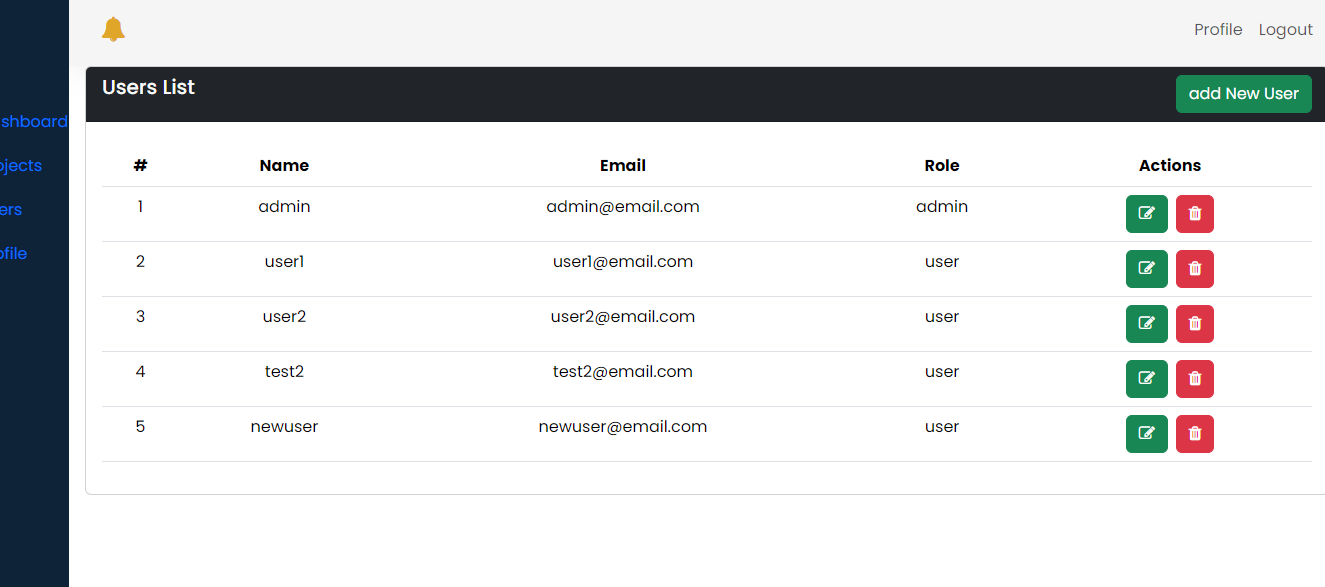 Profile Logout
Users List
add New User
shboard
ojects
ers
ofile
# Name Email Role Actions
1 admin admin@email.com admin
2 user1 user1@email.com user
3 user2 user2@email.com user
4 test2 test2@email.com user
5 newuser newuser@email.com user